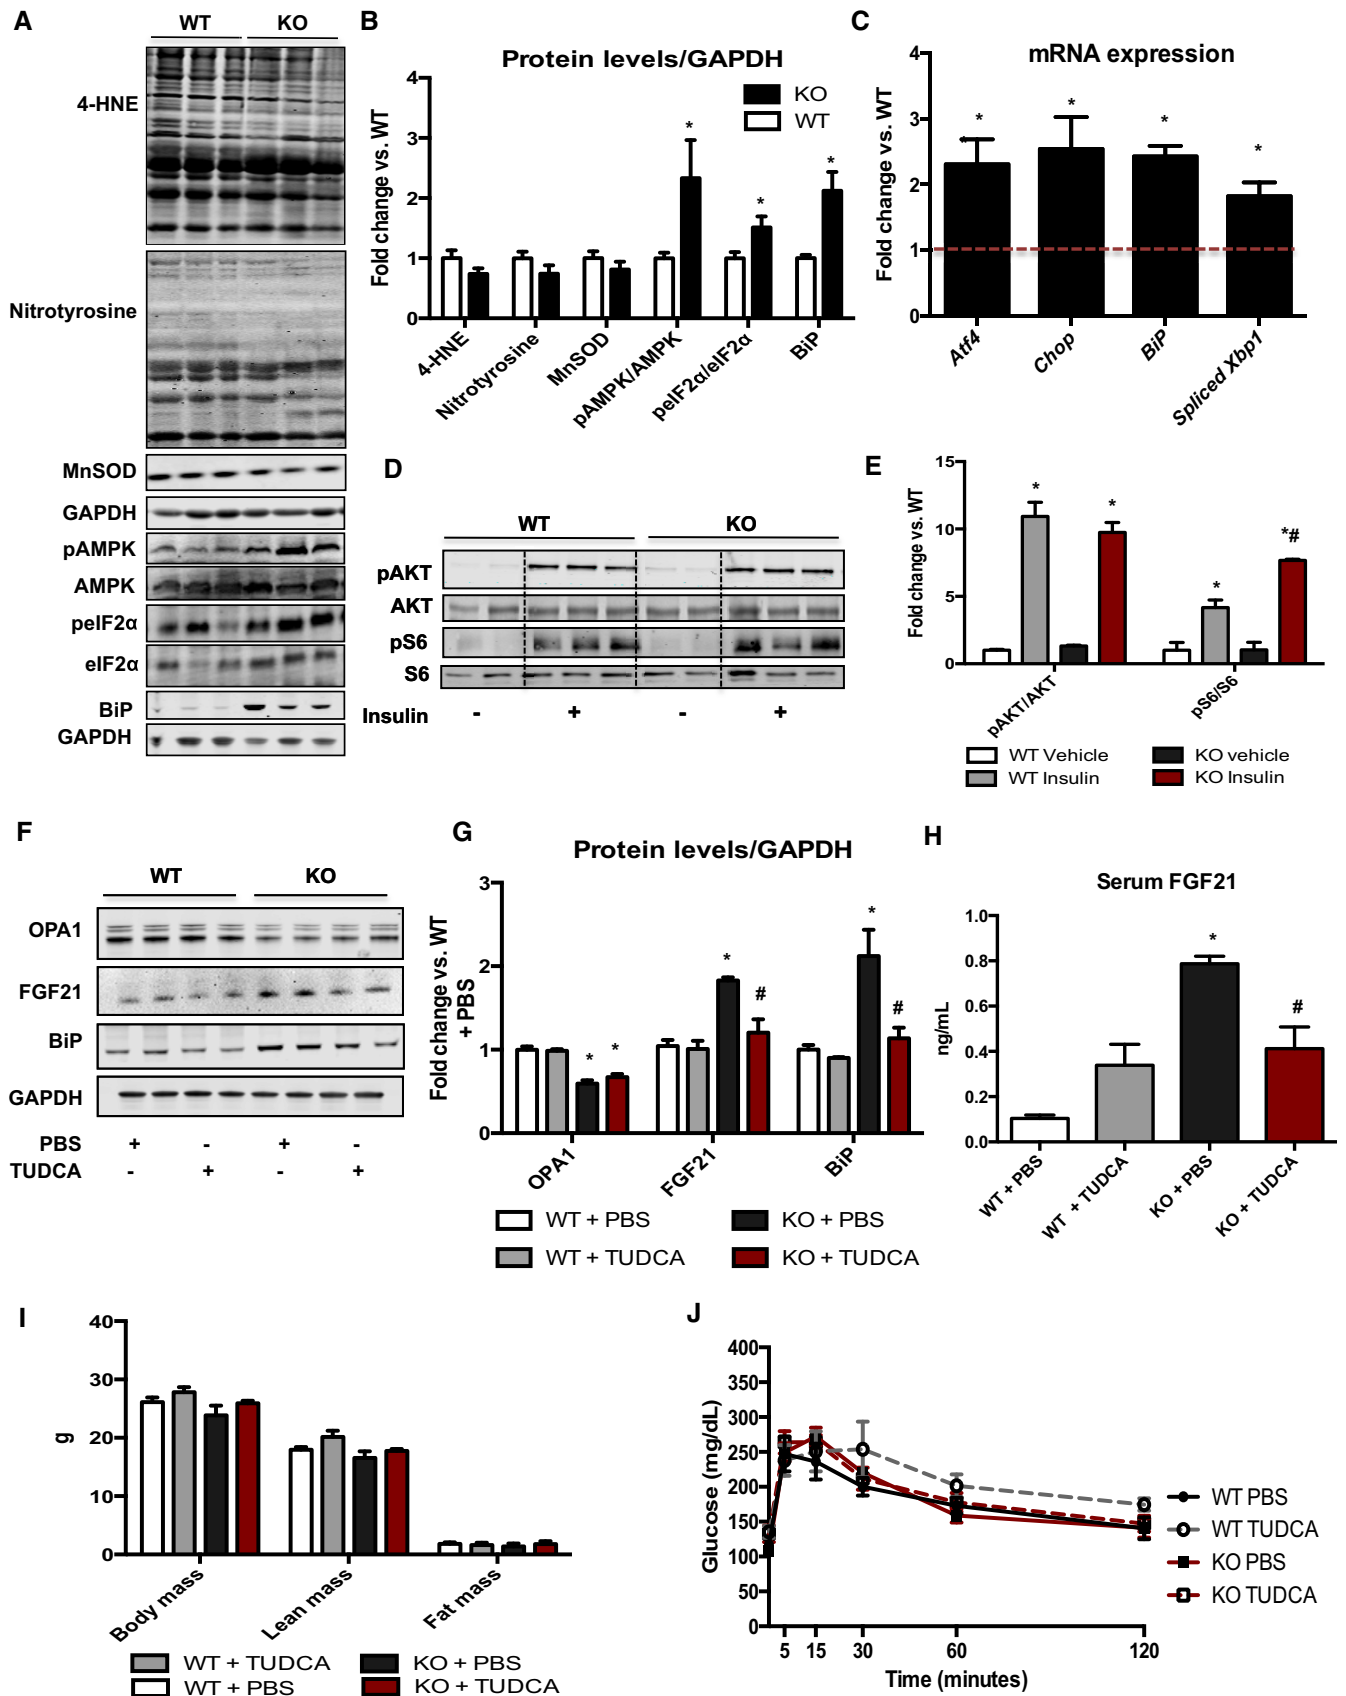 A
WT KO
4-HNE
Nitrotyrosine
MnSOD
GAPDH
pAMPK
AMPK
peIF2α
eIF2α
BiP
GAPDH
B
Protein levels/GAPDH
Fold change vs. WT
4
3
2
1
0
KO
WT
* * *
4-HNE
Nitrotyrosine
MnSOD
pAMPK/AMPK
peIF2α/eIF2α
BiP
C
mRNA expression
Fold change vs. WT
4
3
2
1
0
* * * *
Atf4
Chop
BiP
Spliced Xbp1
D
WT KO
pAKT
AKT
pS6
S6
Insulin - + - +
E
Fold change vs. WT
15
10
5
0
* * * *#
pAKT/AKT
pS6/S6
WT Vehicle KO vehicle
WT Insulin KO Insulin
F
WT KO
OPA1
FGF21
BiP
GAPDH
PBS + - + -
TUDCA - + - +
G
Protein levels/GAPDH
Fold change vs. WT
+ PBS
3
2
1
0
* * * # * #
OPA1
FGF21
BiP
WT + PBS KO + PBS
WT + TUDCA KO + TUDCA
H
Serum FGF21
ng/mL
1.0
0.8
0.6
0.4
0.2
0.0
* #
WT + PBS
WT + TUDCA
KO + PBS
KO + TUDCA
I
g
40
30
20
10
0
Body mass
Lean mass
Fat mass
WT + TUDCA KO + PBS
WT + PBS KO + TUDCA
J
Glucose (mg/dL)
400
350
300
250
200
150
100
50
0
5 15 30 60 120
Time (minutes)
WT PBS
WT TUDCA
KO PBS
KO TUDCA